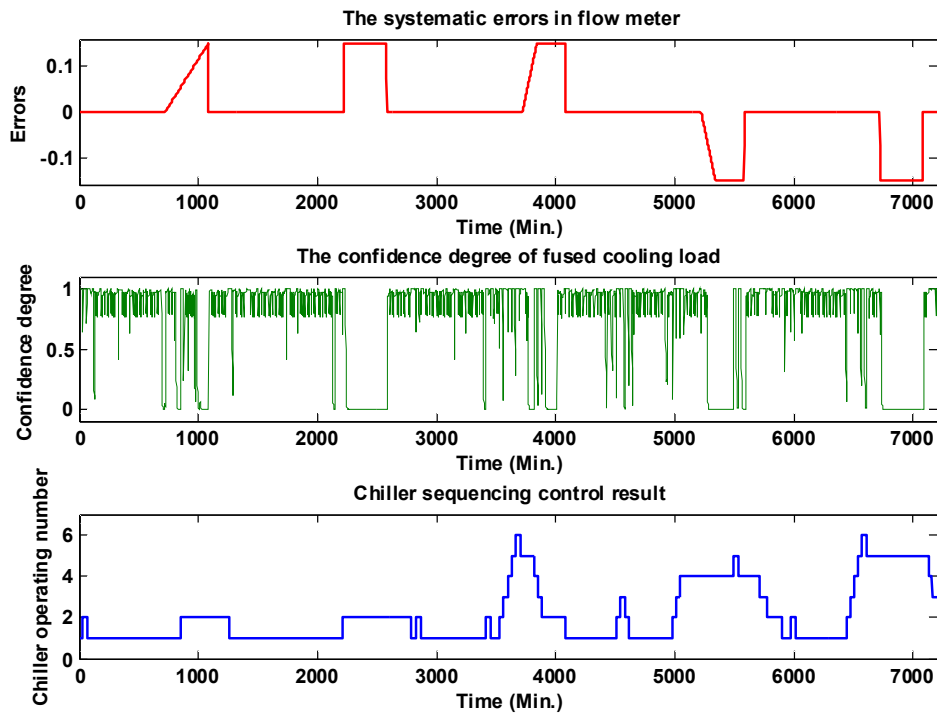 The systematic errors in flow meter
Errors
0.1
0
-0.1
0 1000 2000 3000 4000 5000 6000 7000
Time (Min.)
The confidence degree of fused cooling load
Confidence degree
1
0.5
0
0 1000 2000 3000 4000 5000 6000 7000
Time (Min.)
Chiller sequencing control result
Chiller operating number
6
4
2
0
0 1000 2000 3000 4000 5000 6000 7000
Time (Min.)